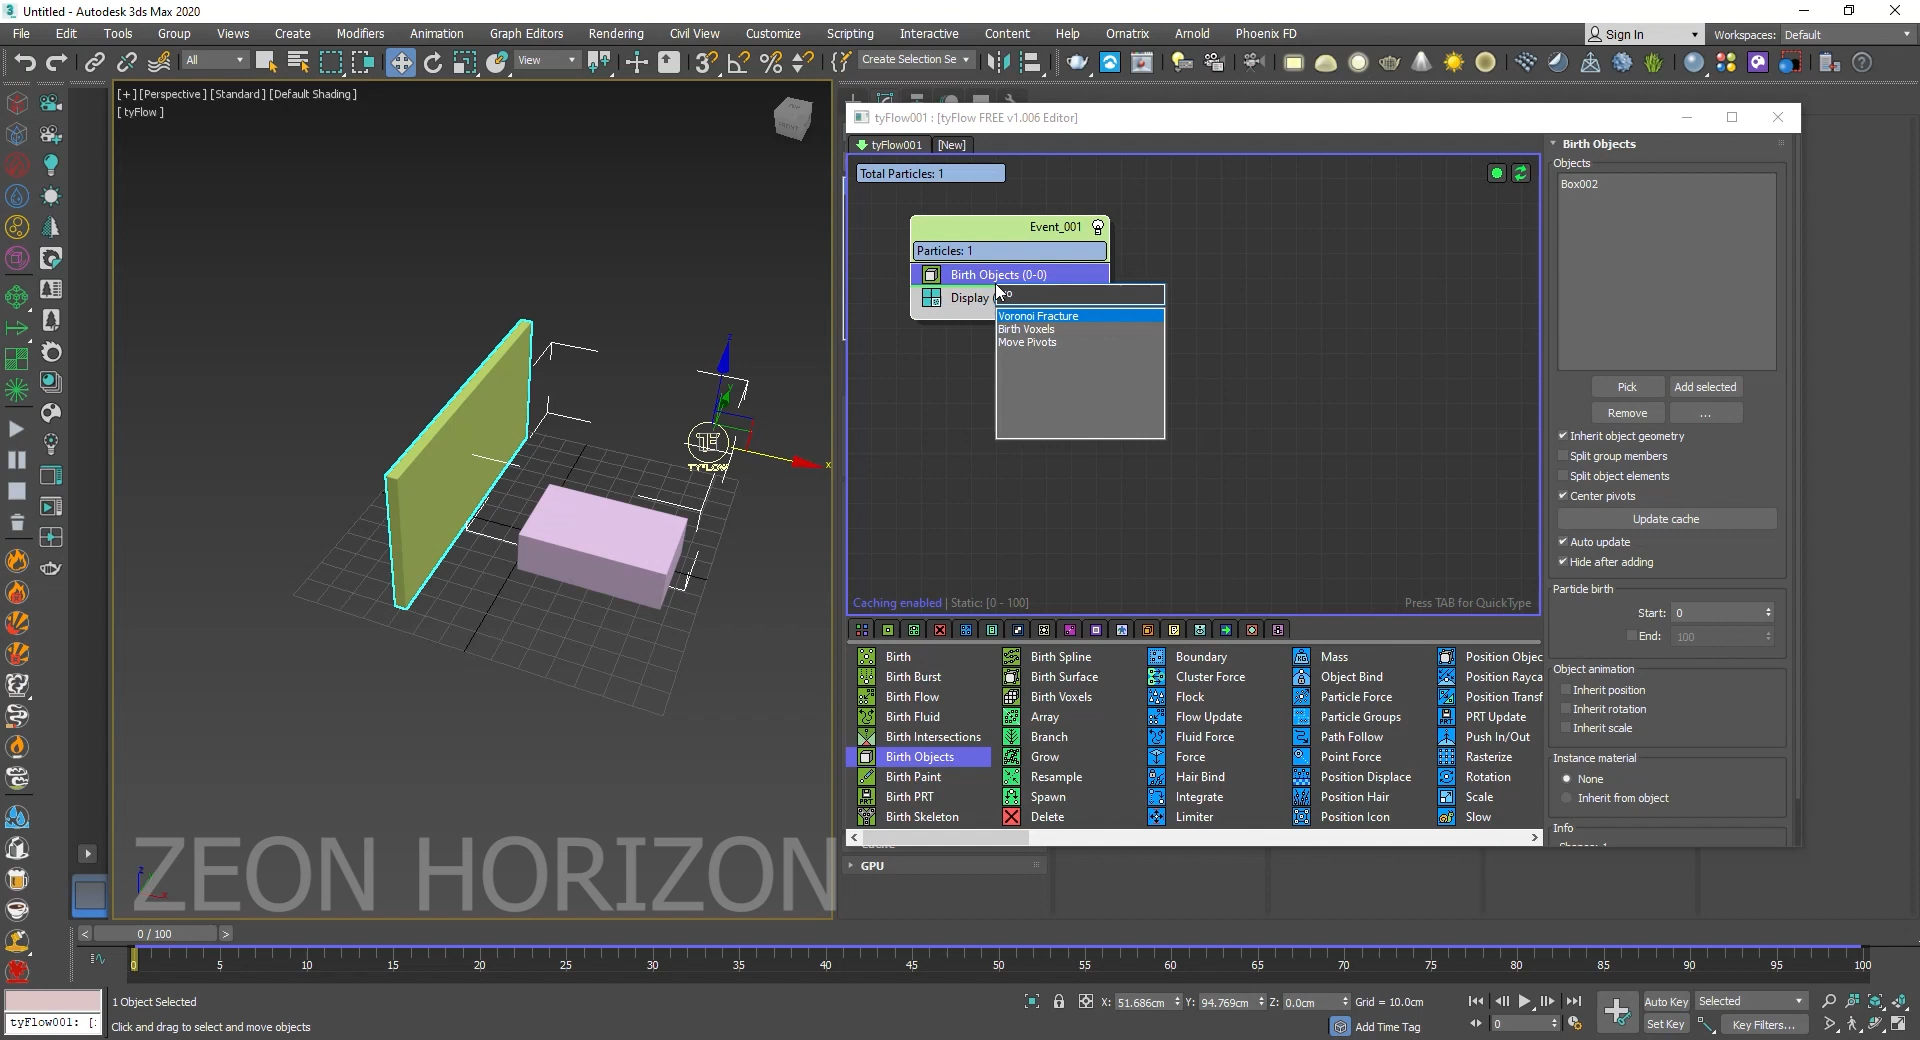 Untitled - Autodesk 3ds Max 2020
File Edit Tools Group Views Create Modifiers Animation Graph Editors Rendering Civil View Customize Scripting Interactive Content Help Ornatrix Arnold Phoenix FD
Sign In Workspaces: Default
All View Create Selection Se
[+] [Perspective ] [Standard ] [Default Shading ]
[ tyFlow ]
TOP
FRONT
tyFlow001 : [tyFlow FREE v1.006 Editor]
tyFlow001 [New]
Total Particles: 1
Event_001
Particles: 1
Birth Objects (0-0)
Display
Voronoi Fracture
Birth Voxels
Move Pivots
Caching enabled | Static: [0 - 100]
Press TAB for QuickType
Birth Birth Spline Boundary Mass Position Objec
Birth Burst Birth Surface Cluster Force Object Bind Position Rayca
Birth Flow Birth Voxels Flock Particle Force Position Transf
Birth Fluid Array Flow Update Particle Groups PRT Update
Birth Intersections Branch Fluid Force Path Follow Push In/Out
Birth Objects Grow Force Point Force Rasterize
Birth Paint Resample Hair Bind Position Displace Rotation
Birth PRT Spawn Integrate Position Hair Scale
Birth Skeleton Delete Limiter Position Icon Slow
Birth Objects
Objects
Box002
Pick Add selected
Remove ...
Inherit object geometry
Split group members
Split object elements
Center pivots
Update cache
Auto update
Hide after adding
Particle birth
Start: 0
End: 100
Object animation
Inherit position
Inherit rotation
Inherit scale
Instance material
None
Inherit from object
Info
GPU
z
y
x
TYFLOW
ZEON HORIZON
< 0 / 100 >
0 5 10 15 20 25 30 35 40 45 50 55 60 65 70 75 80 85 90 95 100
1 Object Selected
X: 51.686cm Y: 94.769cm Z: 0.0cm Grid = 10.0cm
Auto Key Selected
tyFlow001: [:
Click and drag to select and move objects
Add Time Tag
0
Set Key Key Filters...